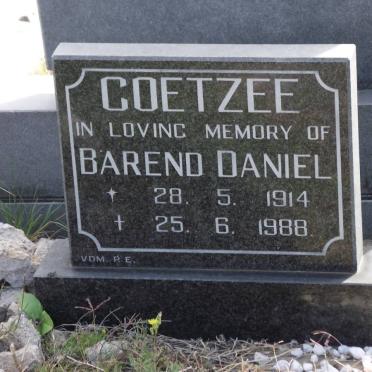 COETZEE
IN LOVING MEMORY OF
BAREND DANIEL
* 28. 5. 1914
† 25. 6. 1988.
VDM. P.E.